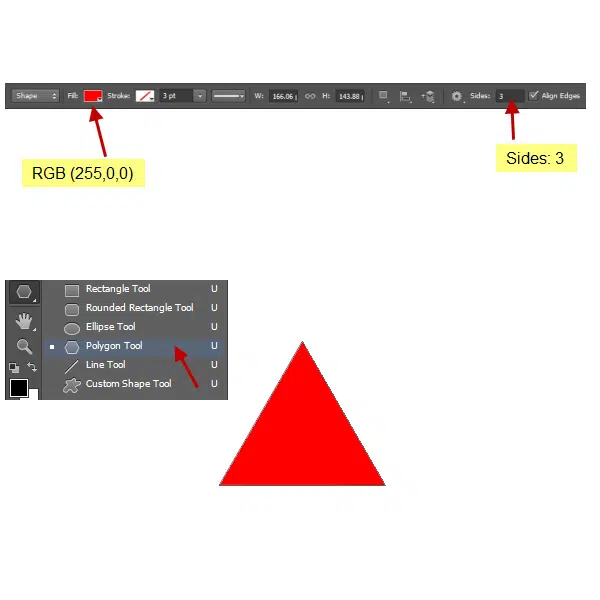 Shape Fill: Stroke: 3 pt W: 166.06 H: 143.88 Sides: 3 Align Edges
RGB (255,0,0)
Sides: 3
Rectangle Tool U
Rounded Rectangle Tool U
Ellipse Tool U
Polygon Tool U
Line Tool U
Custom Shape Tool U